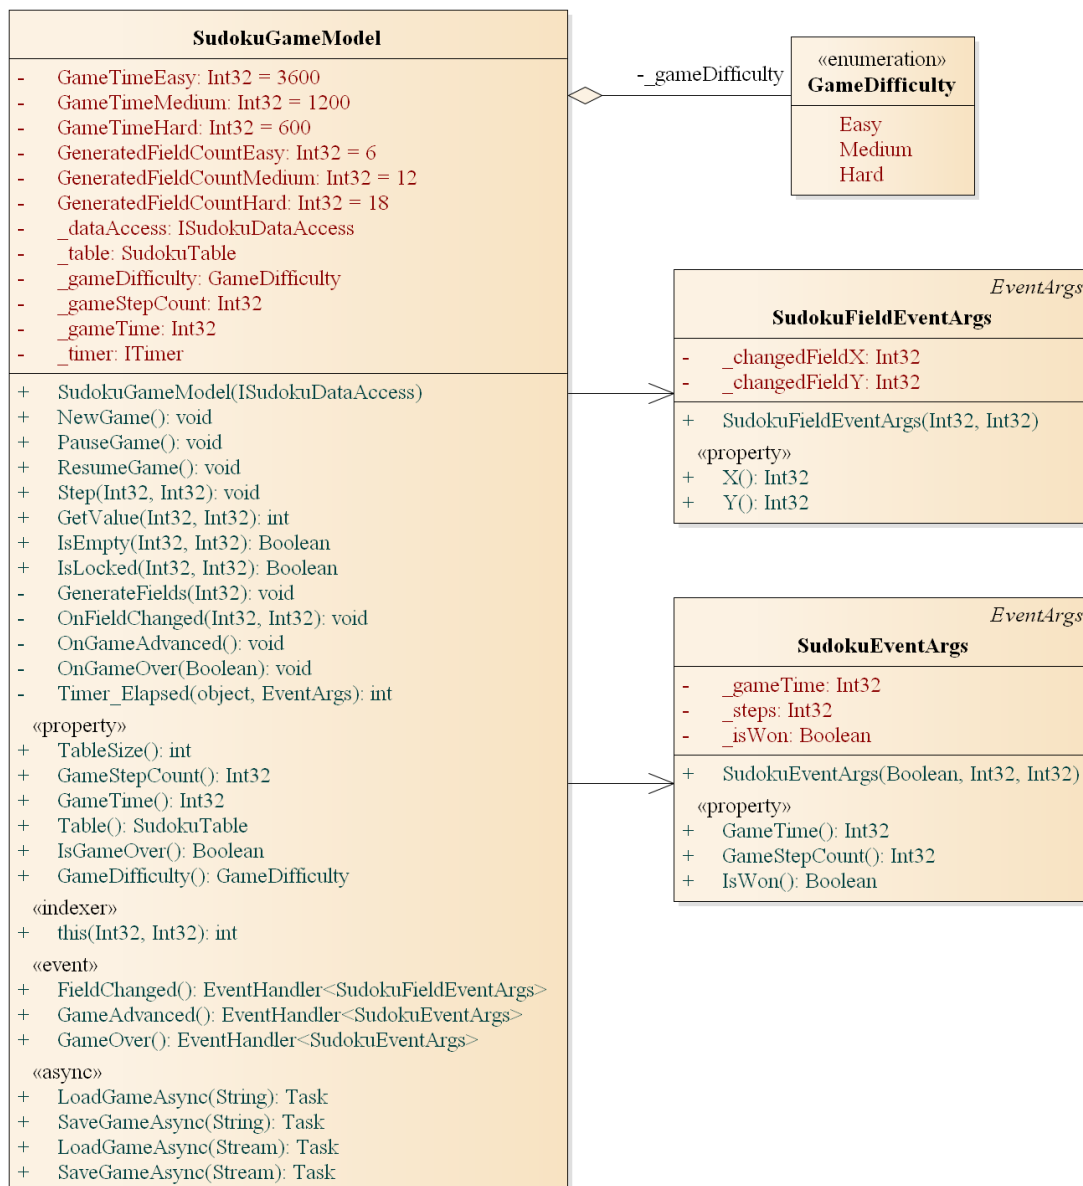 SudokuGameModel
- GameTimeEasy: Int32 = 3600
- GameTimeMedium: Int32 = 1200
- GameTimeHard: Int32 = 600
- GeneratedFieldCountEasy: Int32 = 6
- GeneratedFieldCountMedium: Int32 = 12
- GeneratedFieldCountHard: Int32 = 18
- _dataAccess: ISudokuDataAccess
- _table: SudokuTable
- _gameDifficulty: GameDifficulty
- _gameStepCount: Int32
- _gameTime: Int32
- _timer: ITimer
+ SudokuGameModel(ISudokuDataAccess)
+ NewGame(): void
+ PauseGame(): void
+ ResumeGame(): void
+ Step(Int32, Int32): void
+ GetValue(Int32, Int32): int
+ IsEmpty(Int32, Int32): Boolean
+ IsLocked(Int32, Int32): Boolean
- GenerateFields(Int32): void
- OnFieldChanged(Int32, Int32): void
- OnGameAdvanced(): void
- OnGameOver(Boolean): void
- Timer_Elapsed(object, EventArgs): int
«property»
+ TableSize(): int
+ GameStepCount(): Int32
+ GameTime(): Int32
+ Table(): SudokuTable
+ IsGameOver(): Boolean
+ GameDifficulty(): GameDifficulty
«indexer»
+ this(Int32, Int32): int
«event»
+ FieldChanged(): EventHandler<SudokuFieldEventArgs>
+ GameAdvanced(): EventHandler<SudokuEventArgs>
+ GameOver(): EventHandler<SudokuEventArgs>
«async»
+ LoadGameAsync(String): Task
+ SaveGameAsync(String): Task
+ LoadGameAsync(Stream): Task
+ SaveGameAsync(Stream): Task
-_gameDifficulty
«enumeration»
GameDifficulty
Easy
Medium
Hard
EventArgs
SudokuFieldEventArgs
- _changedFieldX: Int32
- _changedFieldY: Int32
+ SudokuFieldEventArgs(Int32, Int32)
«property»
+ X(): Int32
+ Y(): Int32
EventArgs
SudokuEventArgs
- _gameTime: Int32
- _steps: Int32
- _isWon: Boolean
+ SudokuEventArgs(Boolean, Int32, Int32)
«property»
+ GameTime(): Int32
+ GameStepCount(): Int32
+ IsWon(): Boolean